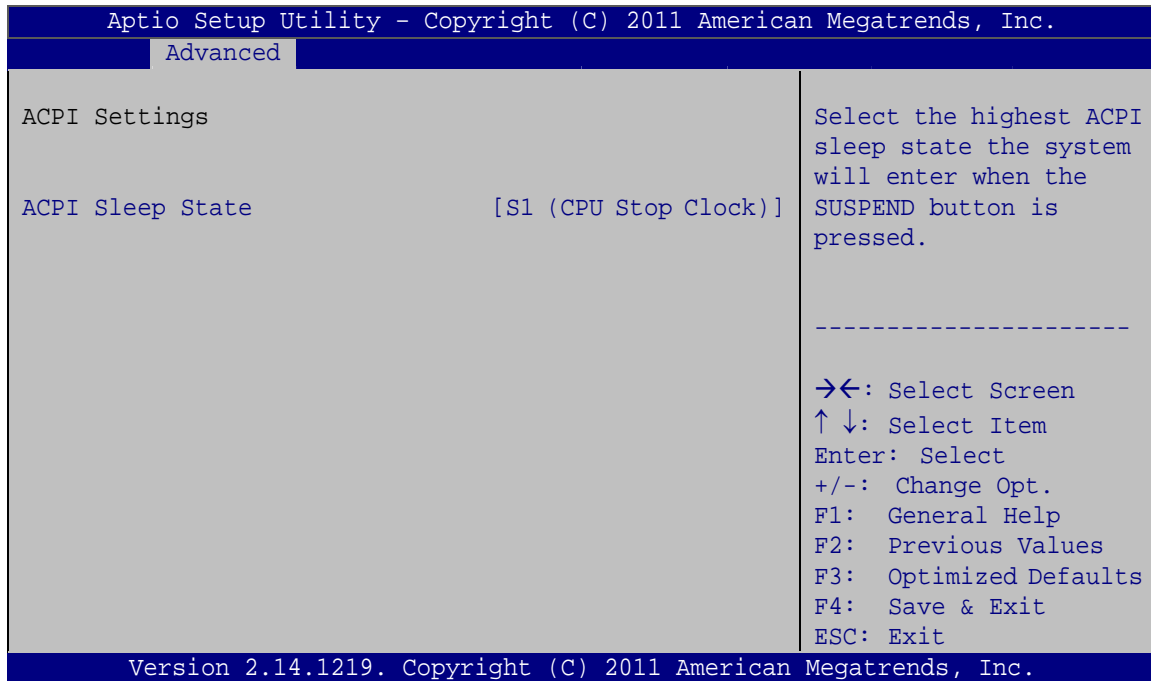 Aptio Setup Utility – Copyright (C) 2011 American Megatrends, Inc.
Advanced
ACPI Settings
ACPI Sleep State [S1 (CPU Stop Clock)]
Select the highest ACPI
sleep state the system
will enter when the
SUSPEND button is
pressed.
----------------------
→←: Select Screen
↑ ↓: Select Item
Enter: Select
+/-: Change Opt.
F1: General Help
F2: Previous Values
F3: Optimized Defaults
F4: Save & Exit
ESC: Exit
Version 2.14.1219. Copyright (C) 2011 American Megatrends, Inc.